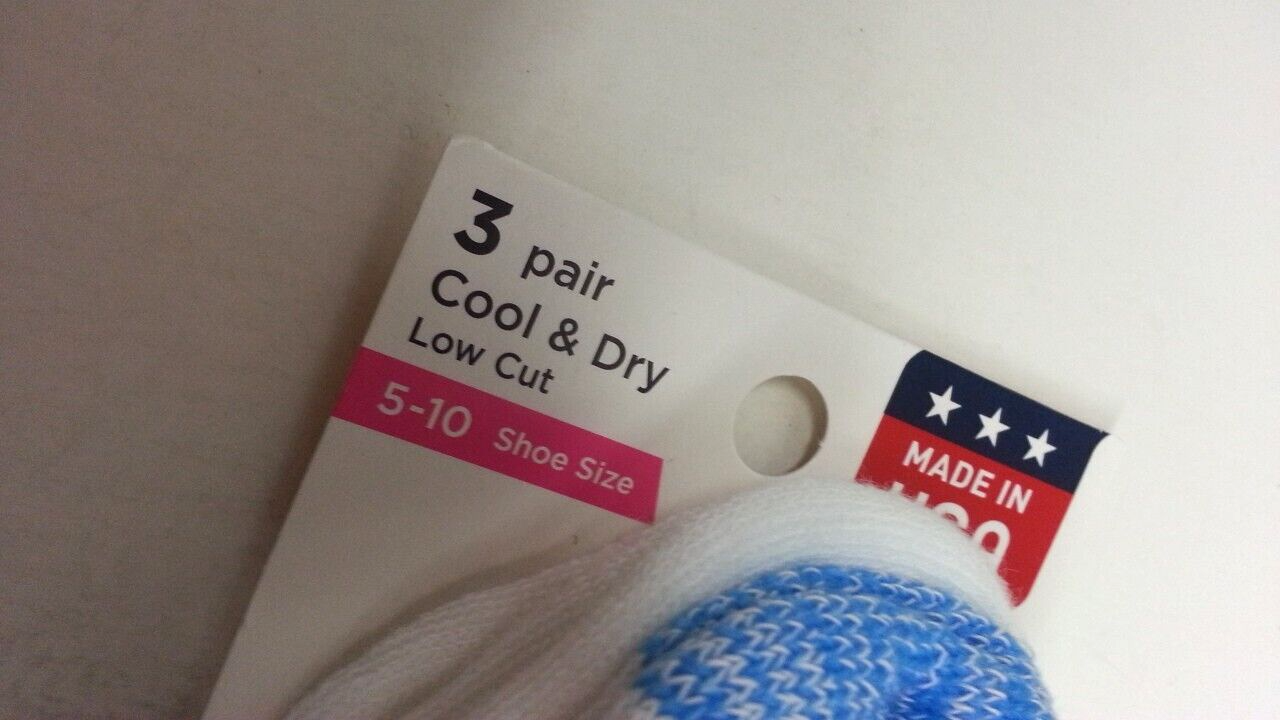 3 pair
Cool & Dry
Low Cut
5-10 Shoe Size
MADE IN